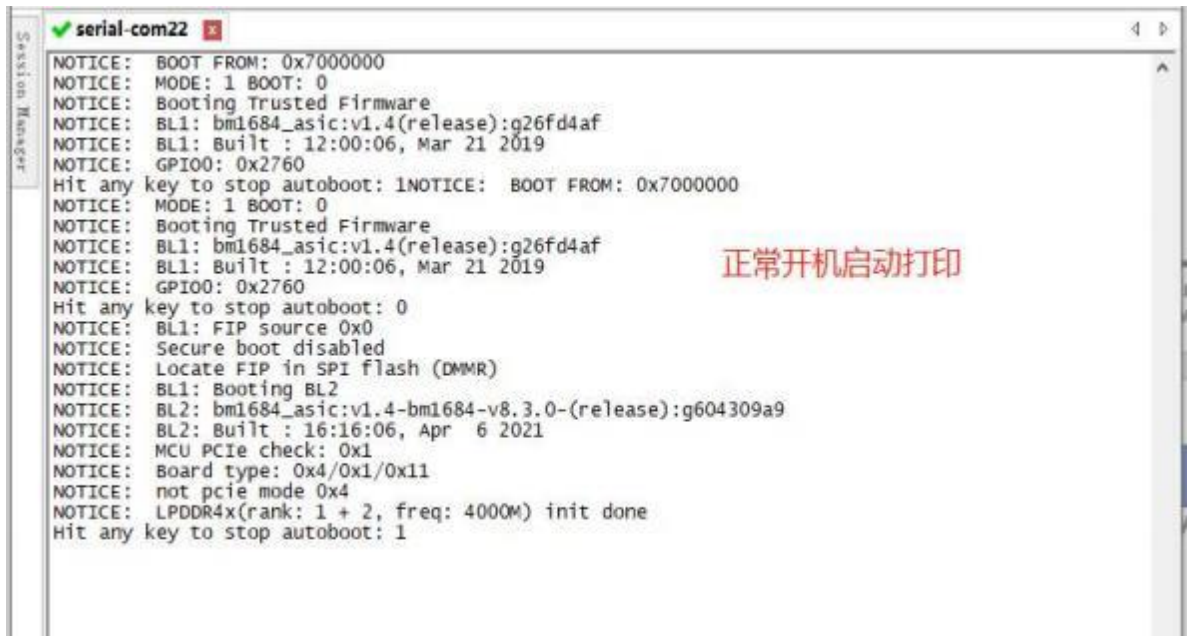 Session Manager
serial-com22
NOTICE:  BOOT FROM: 0x7000000
NOTICE:  MODE: 1 BOOT: 0
NOTICE:  Booting Trusted Firmware
NOTICE:  BL1: bm1684_asic:v1.4(release):g26fd4af
NOTICE:  BL1: Built : 12:00:06, Mar 21 2019
NOTICE:  GPIO0: 0x2760
Hit any key to stop autoboot: 1NOTICE:  BOOT FROM: 0x7000000
NOTICE:  MODE: 1 BOOT: 0
NOTICE:  Booting Trusted Firmware
NOTICE:  BL1: bm1684_asic:v1.4(release):g26fd4af
NOTICE:  BL1: Built : 12:00:06, Mar 21 2019
正常开机启动打印
NOTICE:  GPIO0: 0x2760
Hit any key to stop autoboot: 0
NOTICE:  BL1: FIP source 0x0
NOTICE:  Secure boot disabled
NOTICE:  Locate FIP in SPI flash (DMMR)
NOTICE:  BL1: Booting BL2
NOTICE:  BL2: bm1684_asic:v1.4-bm1684-v8.3.0-(release):g604309a9
NOTICE:  BL2: Built : 16:16:06, Apr  6 2021
NOTICE:  MCU PCIe check: 0x1
NOTICE:  Board type: 0x4/0x1/0x11
NOTICE:  not pcie mode 0x4
NOTICE:  LPDDR4x(rank: 1 + 2, freq: 4000M) init done
Hit any key to stop autoboot: 1